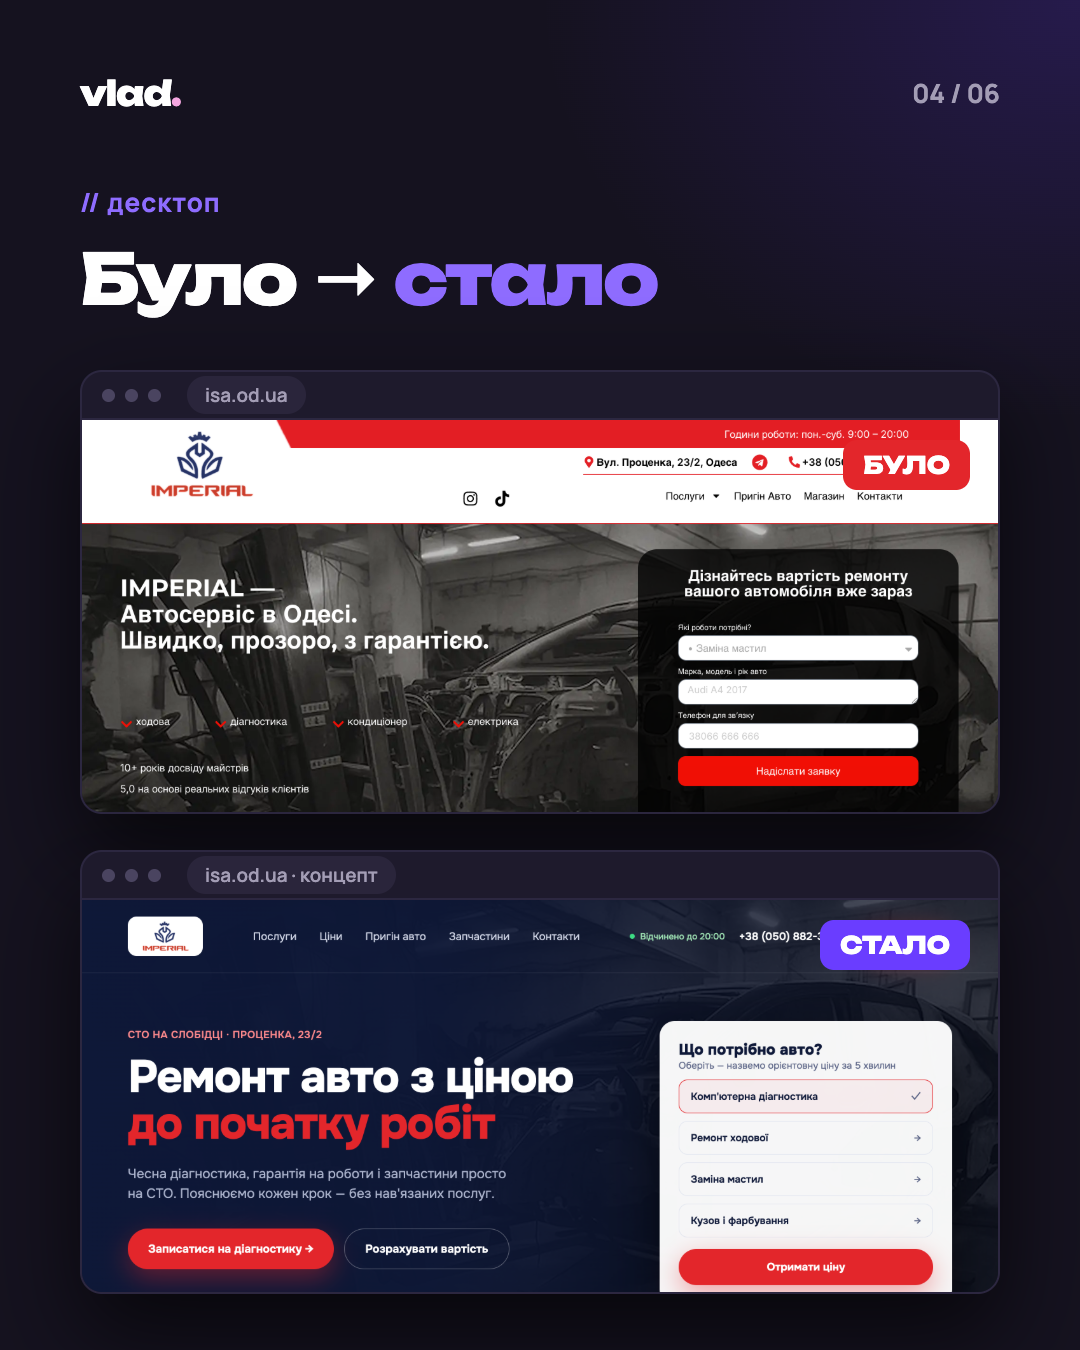 vlad.
04 / 06
// десктоп
Було → стало
isa.od.ua
Години роботи: пон.-суб. 9:00 – 20:00
IMPERIAL
Вул. Проценка, 23/2, Одеса
+38 (050
БУЛО
Послуги Пригін Авто Магазин Контакти
IMPERIAL —
Автосервіс в Одесі.
Швидко, прозоро, з гарантією.
ходова діагностика кондиціонер електрика
10+ років досвіду майстрів
5,0 на основі реальних відгуків клієнтів
Дізнайтесь вартість ремонту
вашого автомобіля вже зараз
Які роботи потрібні?
• Заміна мастил
Марка, модель і рік авто
Audi A4 2017
Телефон для зв'язку
38066 666 666
Надіслати заявку
isa.od.ua · концепт
IMPERIAL
Послуги Ціни Пригін авто Запчастини Контакти
Відчинено до 20:00
+38 (050) 882-3
СТАЛО
СТО НА СЛОБІДЦІ · ПРОЦЕНКА, 23/2
Ремонт авто з ціною
до початку робіт
Чесна діагностика, гарантія на роботи і запчастини просто
на СТО. Пояснюємо кожен крок — без нав'язаних послуг.
Записатися на діагностику →
Розрахувати вартість
Що потрібно авто?
Оберіть — назвемо орієнтовну ціну за 5 хвилин
Комп'ютерна діагностика ✓
Ремонт ходової →
Заміна мастил →
Кузов і фарбування →
Отримати ціну